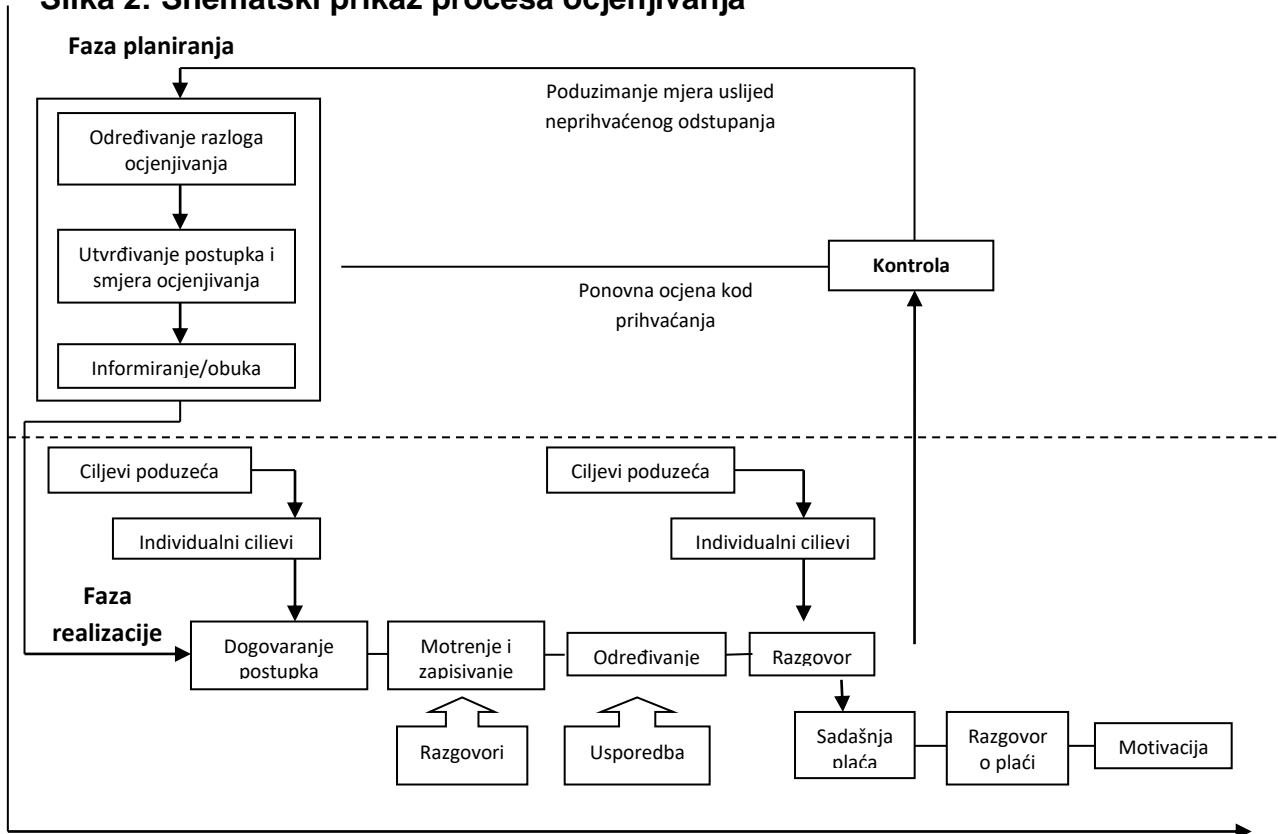 Slika 2: Shematski prikaz procesa ocjenjivanja
Faza planiranja
Poduzimanje mjera uslijed
neprihvaćenog odstupanja
Određivanje razloga
ocjenjivanja
Utvrđivanje postupka i
smjera ocjenjivanja
Kontrola
Ponovna ocjena kod
prihvaćanja
Informiranje/obuka
Ciljevi poduzeća
Ciljevi poduzeća
Individualni cilievi
Individualni cilievi
Faza
realizacije
Dogovaranje
postupka
Motrenje i
zapisivanje
Određivanje
Razgovor
Razgovori
Usporedba
Sadašnja
plaća
Razgovor
o plaći
Motivacija